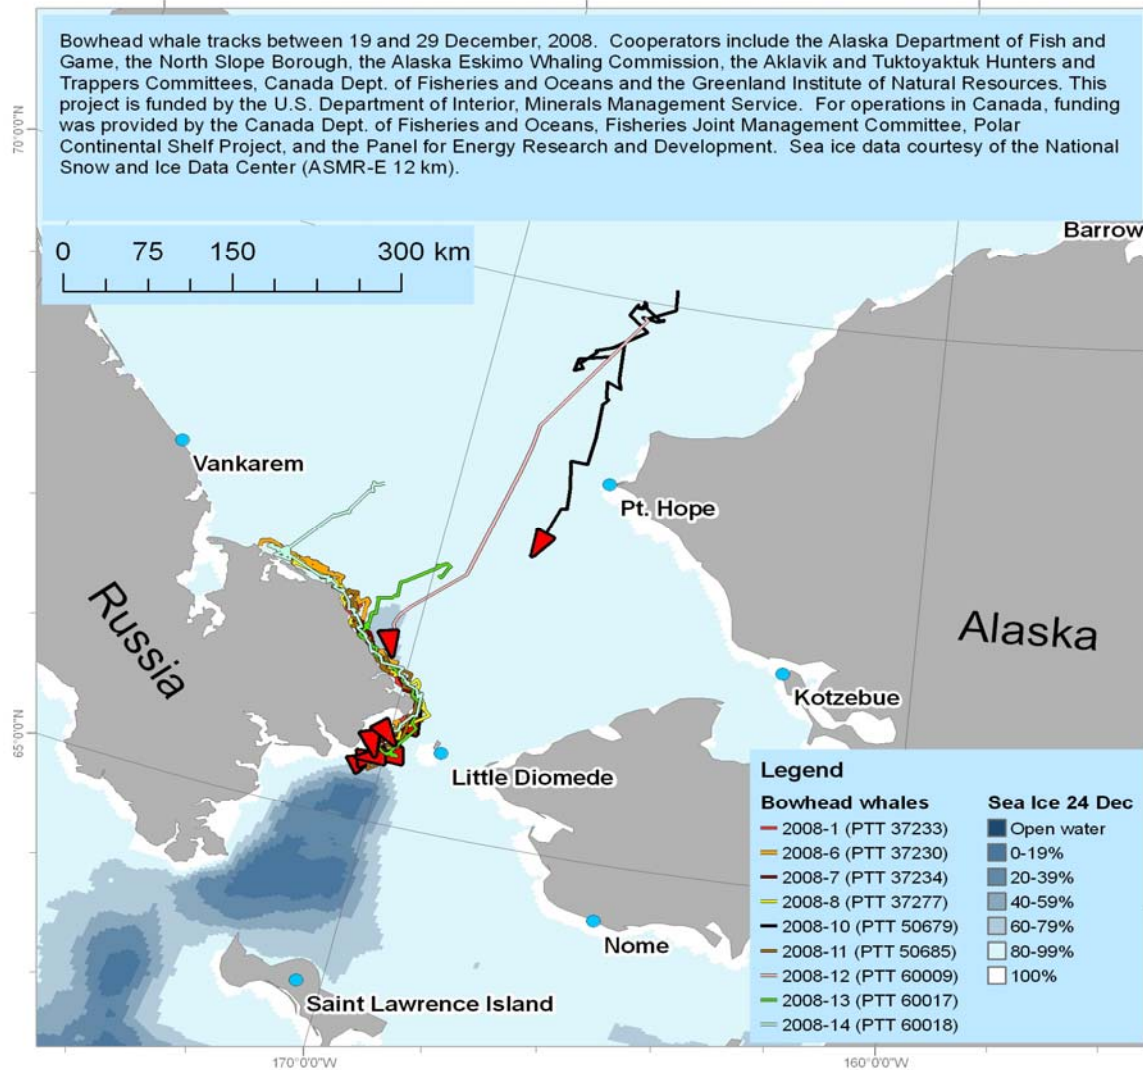 Bowhead whale tracks between 19 and 29 December, 2008. Cooperators include the Alaska Department of Fish and
Game, the North Slope Borough, the Alaska Eskimo Whaling Commission, the Aklavik and Tuktoyaktuk Hunters and
Trappers Committees, Canada Dept. of Fisheries and Oceans and the Greenland Institute of Natural Resources. This
project is funded by the U.S. Department of Interior, Minerals Management Service. For operations in Canada, funding
was provided by the Canada Dept. of Fisheries and Oceans, Fisheries Joint Management Committee, Polar
Continental Shelf Project, and the Panel for Energy Research and Development. Sea ice data courtesy of the National
Snow and Ice Data Center (ASMR-E 12 km).
70°0'0"N
0 75 150 300 km
Barrow
Vankarem
Pt. Hope
Russia
Alaska
Kotzebue
65°0'0"N
Little Diomede
Nome
Saint Lawrence Island
Legend
Bowhead whales
2008-1 (PTT 37233)
2008-6 (PTT 37230)
2008-7 (PTT 37234)
2008-8 (PTT 37277)
2008-10 (PTT 50679)
2008-11 (PTT 50685)
2008-12 (PTT 60009)
2008-13 (PTT 60017)
2008-14 (PTT 60018)
Sea Ice 24 Dec
Open water
0-19%
20-39%
40-59%
60-79%
80-99%
100%
170°0'0"W
160°0'0"W